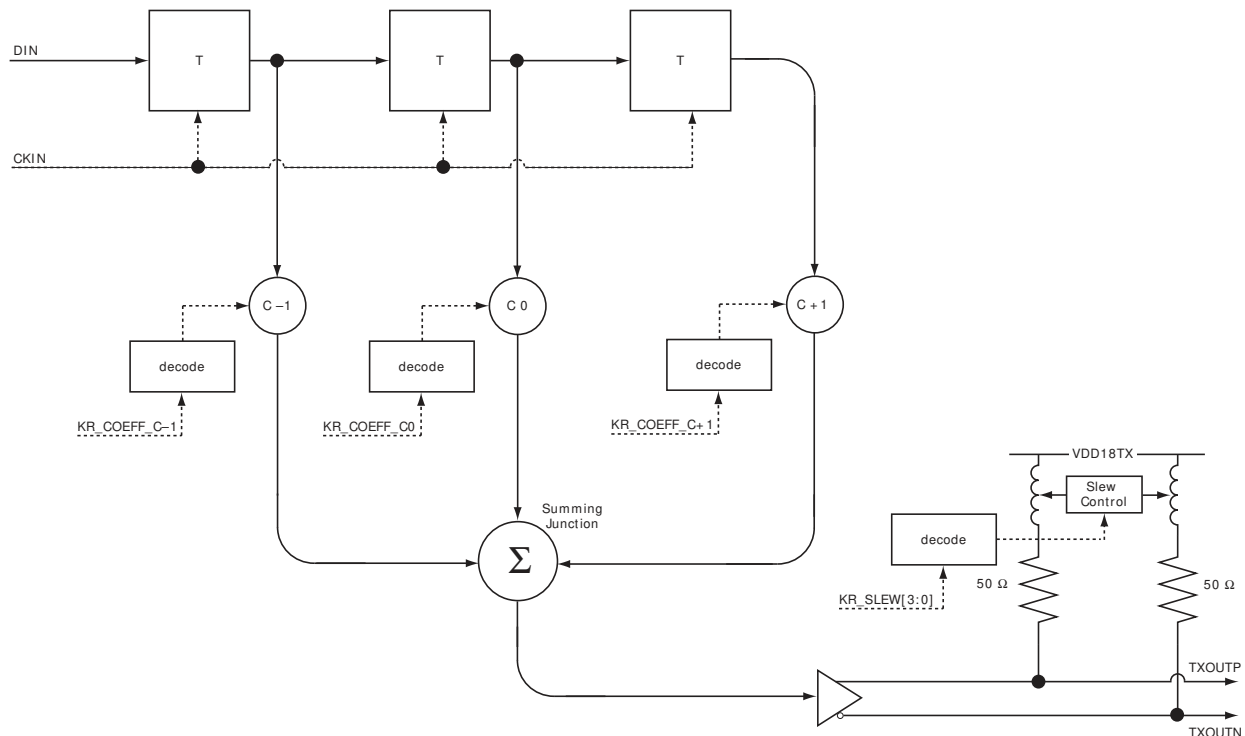 DIN
T
T
T
CKIN
C −1
C 0
C + 1
decode
decode
decode
KR_COEFF_C−1
KR_COEFF_C0
KR_COEFF_C+ 1
VDD18TX
Slew
Control
Summing
Junction
decode
Σ
50 Ω
50 Ω
KR_SLEW[3:0]
TXOUTP
TXOUTN